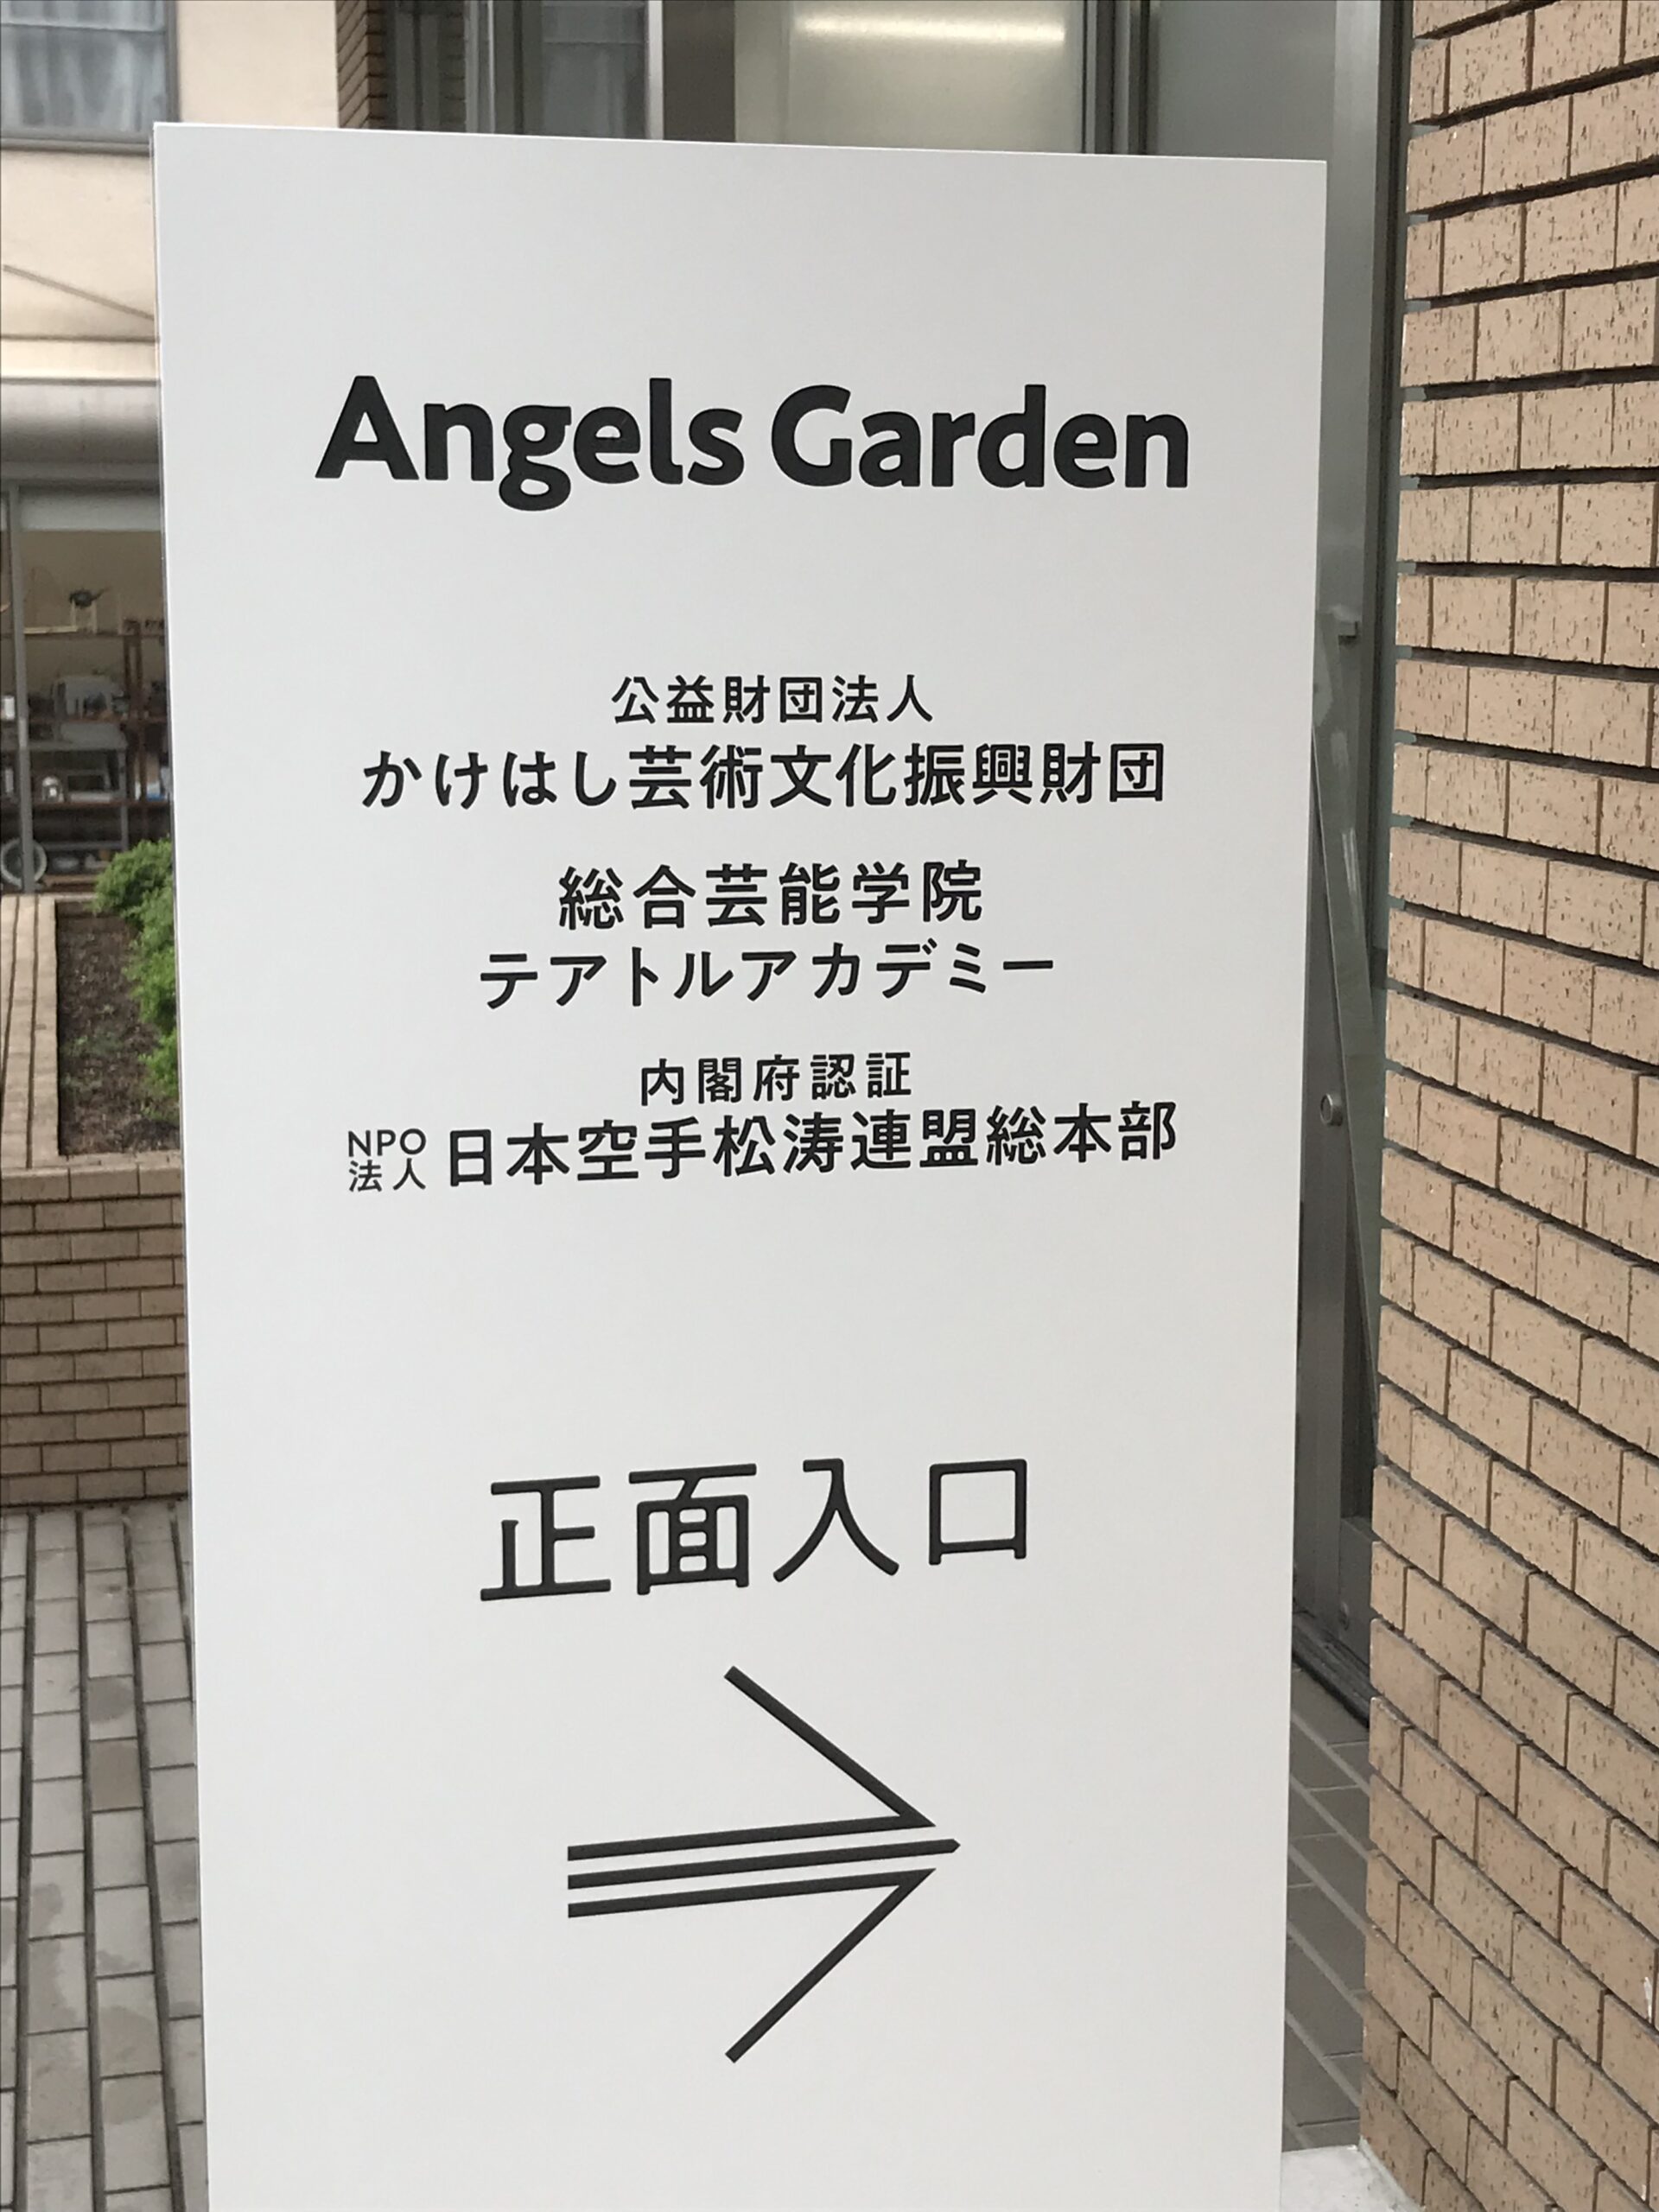 Angels Garden
公益財団法人
かけはし芸術文化振興財団
総合芸能学院
テアトルアカデミー
内閣府認証
NPO法人 日本空手松涛連盟総本部
正面入口